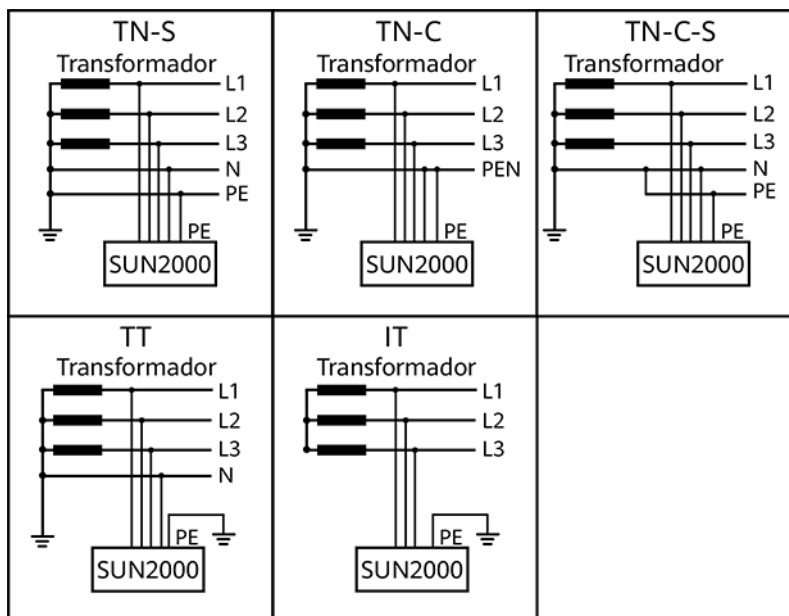 TN-S
Transformador
L1
L2
L3
N
PE
PE
SUN2000
TN-C
Transformador
L1
L2
L3
PEN
PE
SUN2000
TN-C-S
Transformador
L1
L2
L3
N
PE
PE
SUN2000
TT
Transformador
L1
L2
L3
N
PE
SUN2000
IT
Transformador
L1
L2
L3
PE
SUN2000